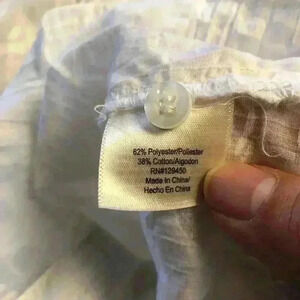 62% Polyester/Poliester
38% Cotton/Algodon
RN#129450
Made In China/
Hecho En China